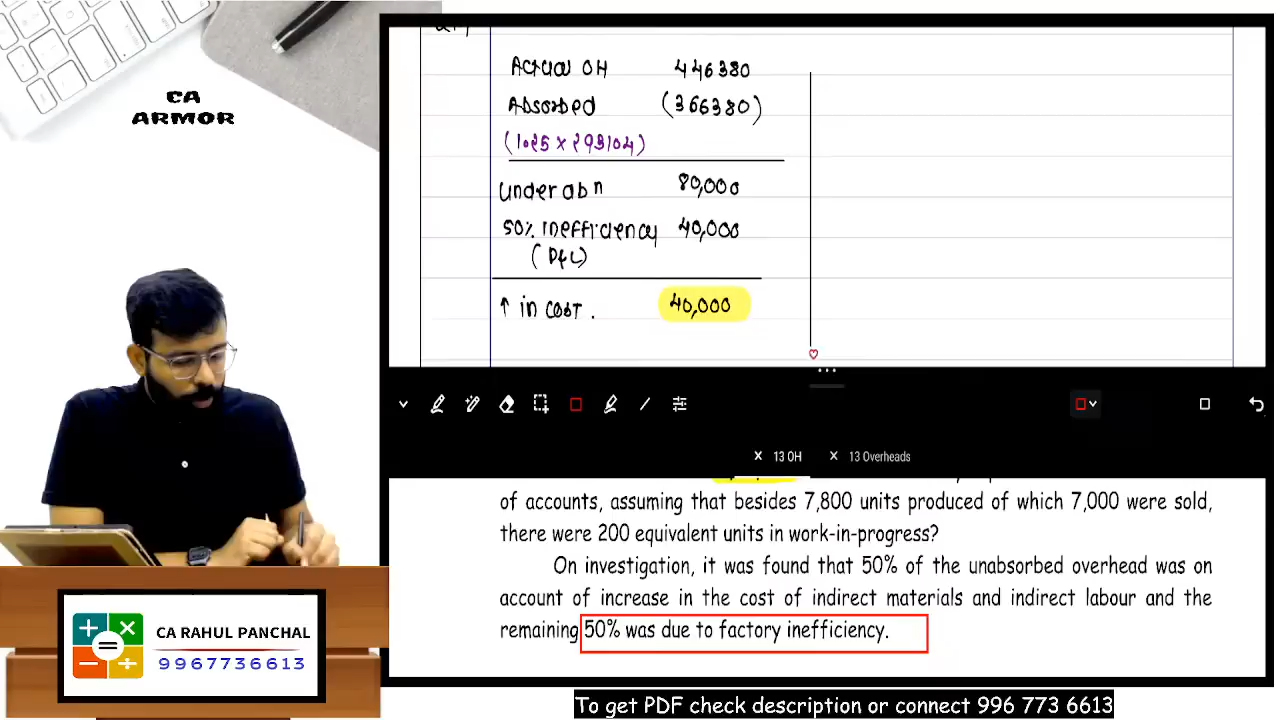 CA
ARMOR
Actual OH 446380
Absorbed (366380)
(1.25 x 293104)
Under abn 80,000
50% Inefficiency 40,000
(P&L)
↑ in cost. 40,000
13 OH
13 Overheads
of accounts, assuming that besides 7,800 units produced of which 7,000 were sold,
there were 200 equivalent units in work-in-progress?
On investigation, it was found that 50% of the unabsorbed overhead was on
account of increase in the cost of indirect materials and indirect labour and the
remaining 50% was due to factory inefficiency.
CA RAHUL PANCHAL
9967736613
To get PDF check description or connect 996 773 6613